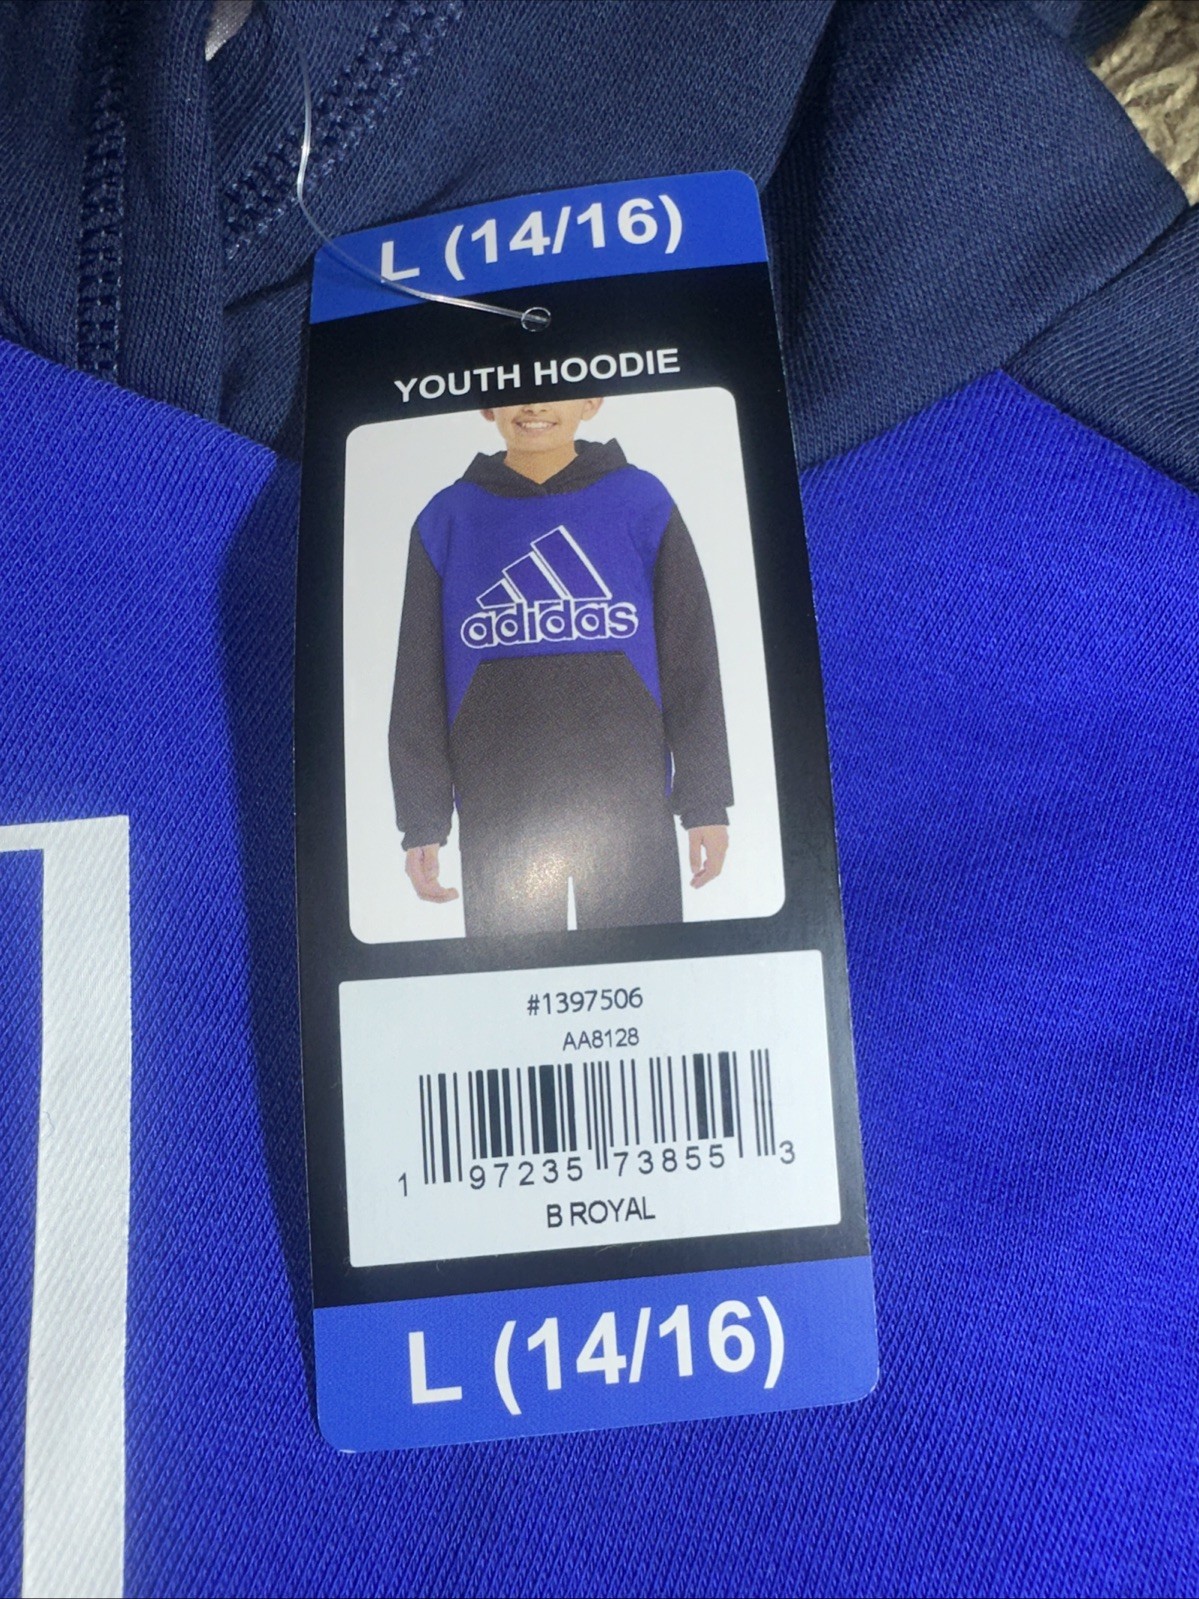 L (14/16)
YOUTH HOODIE
adidas
#1397506
AA8128
1 97235 73855 3
B ROYAL
L (14/16)